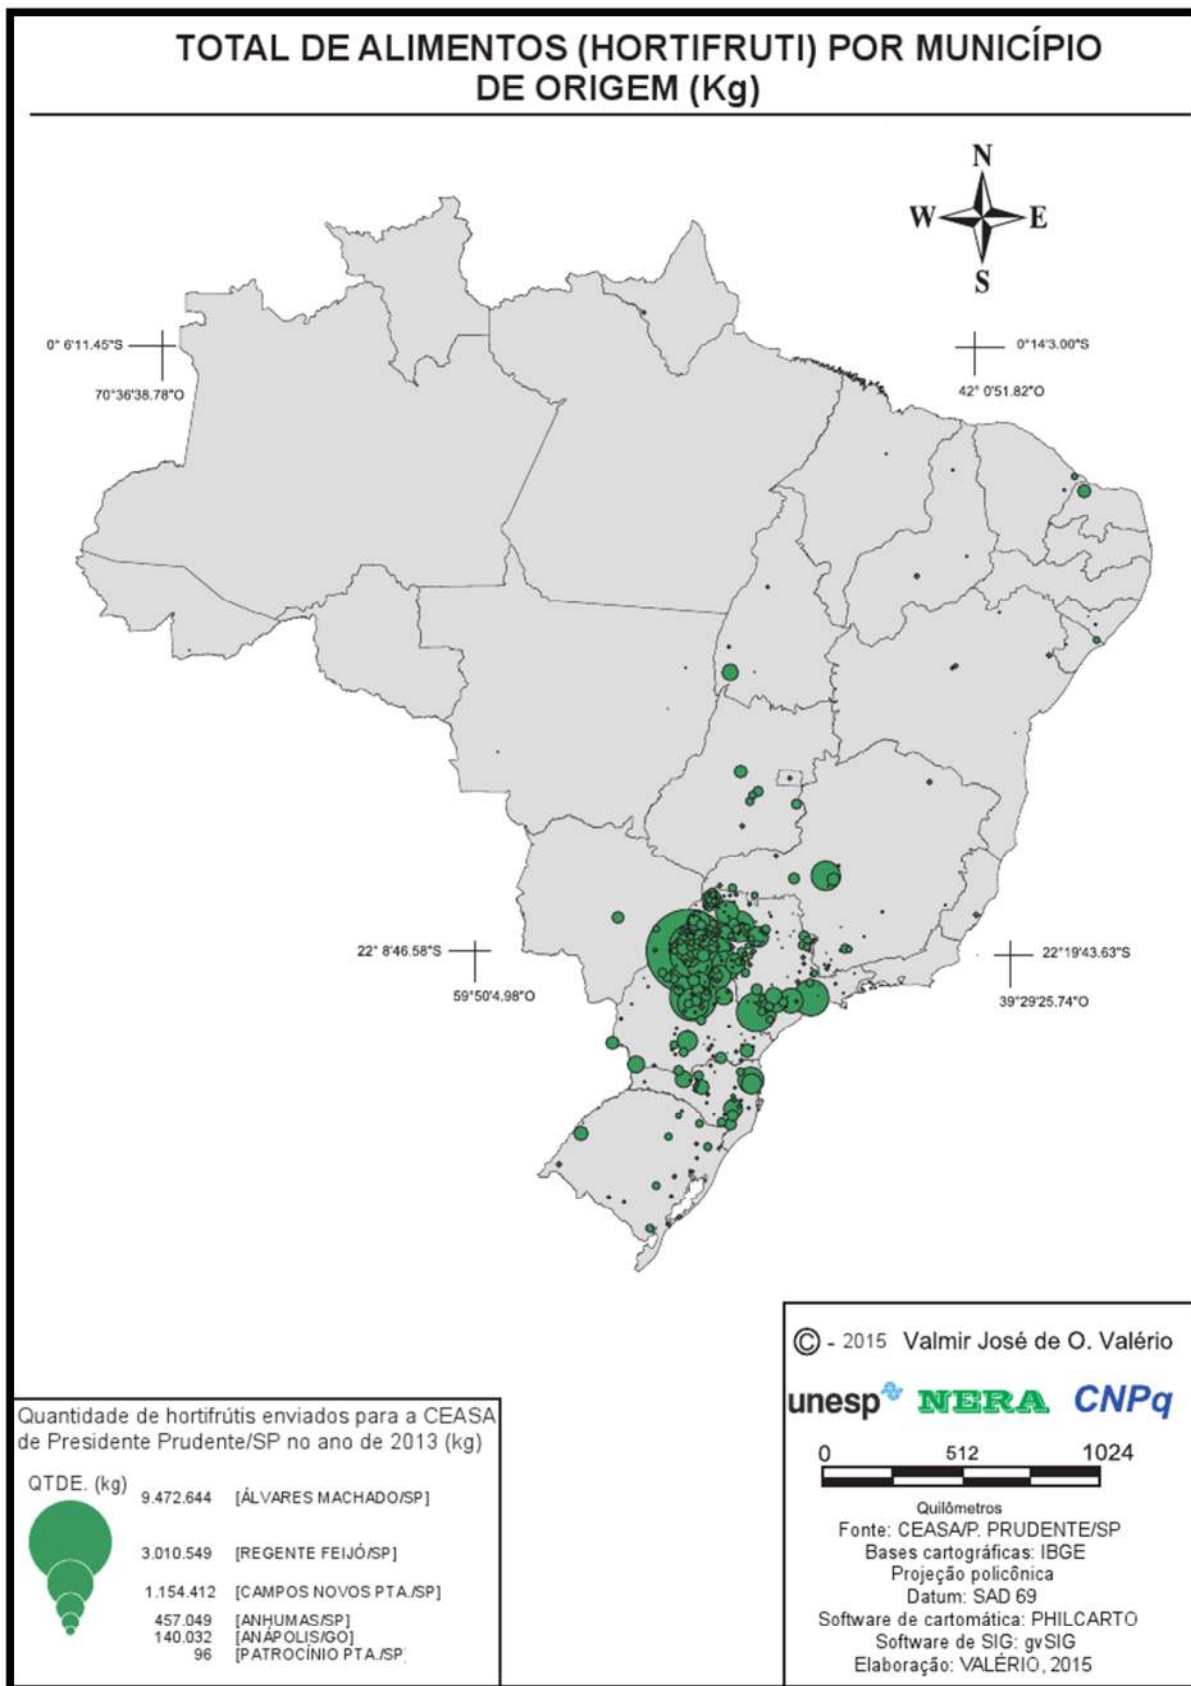 TOTAL DE ALIMENTOS (HORTIFRUTI) POR MUNICÍPIO
DE ORIGEM (Kg)
N
W E
S
0° 6'11.45"S
70°36'38.78"O
0°14'3.00"S
42° 0'51.82"O
22° 8'46.58"S
59°50'4.98"O
22°19'43.63"S
39°29'25.74"O
Quantidade de hortifrútis enviados para a CEASA
de Presidente Prudente/SP no ano de 2013 (kg)
QTDE. (kg)
9.472.644 [ÁLVARES MACHADO/SP]
3.010.549 [REGENTE FEIJÓ/SP]
1.154.412 [CAMPOS NOVOS PTA./SP]
457.049 [ANHUMAS/SP]
140.032 [ANÁPOLIS/GO]
96 [PATROCÍNIO PTA./SP
© - 2015 Valmir José de O. Valério
unesp NERA CNPq
0 512 1024
Quilômetros
Fonte: CEASA/P. PRUDENTE/SP
Bases cartográficas: IBGE
Projeção policônica
Datum: SAD 69
Software de cartomática: PHILCARTO
Software de SIG: gvSIG
Elaboração: VALÉRIO, 2015